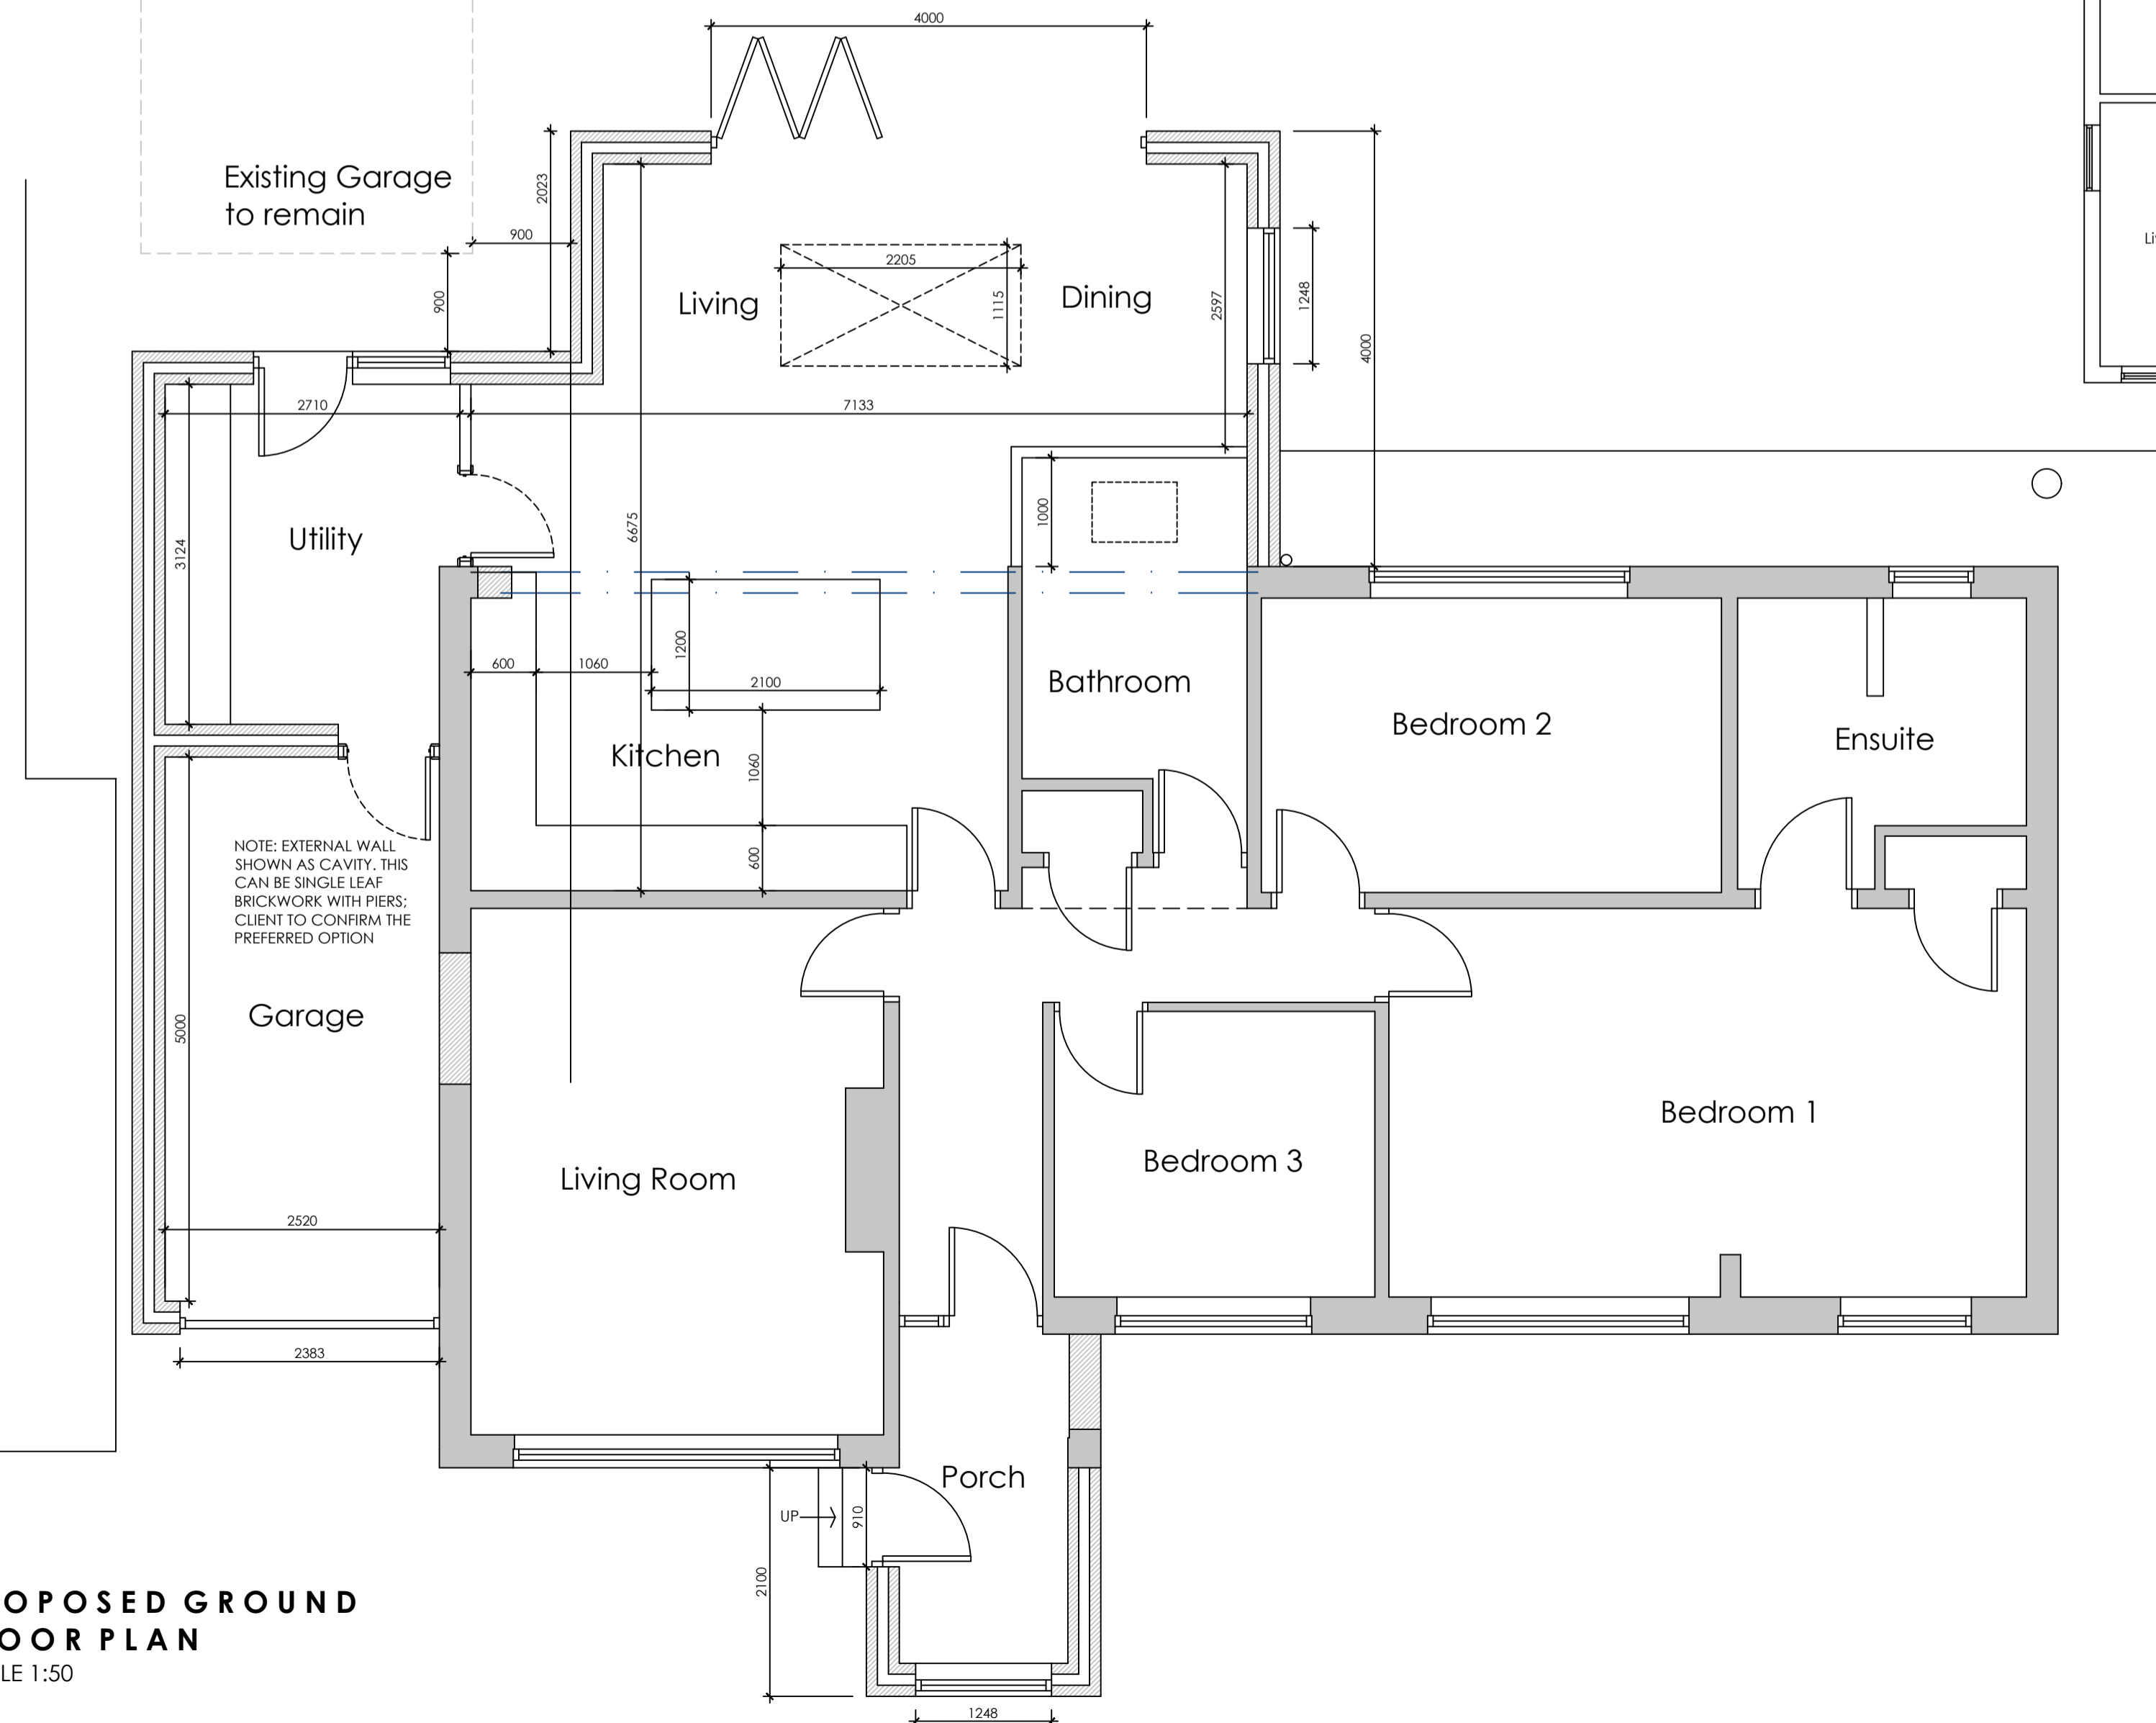 4000
Existing Garage
to remain
2023
900
900
2205
1115
Living
Dining
2597
1248
4000
Li
2710
7133
1000
6675
3124
Utility
600
1060
1200
2100
Bathroom
Bedroom 2
Ensuite
Kitchen
1060
600
NOTE: EXTERNAL WALL
SHOWN AS CAVITY. THIS
CAN BE SINGLE LEAF
BRICKWORK WITH PIERS;
CLIENT TO CONFIRM THE
PREFERRED OPTION
Garage
5000
Bedroom 1
Bedroom 3
Living Room
2520
2383
Porch
UP
910
2100
OPOSED GROUND
OOR PLAN
LE 1:50
1248